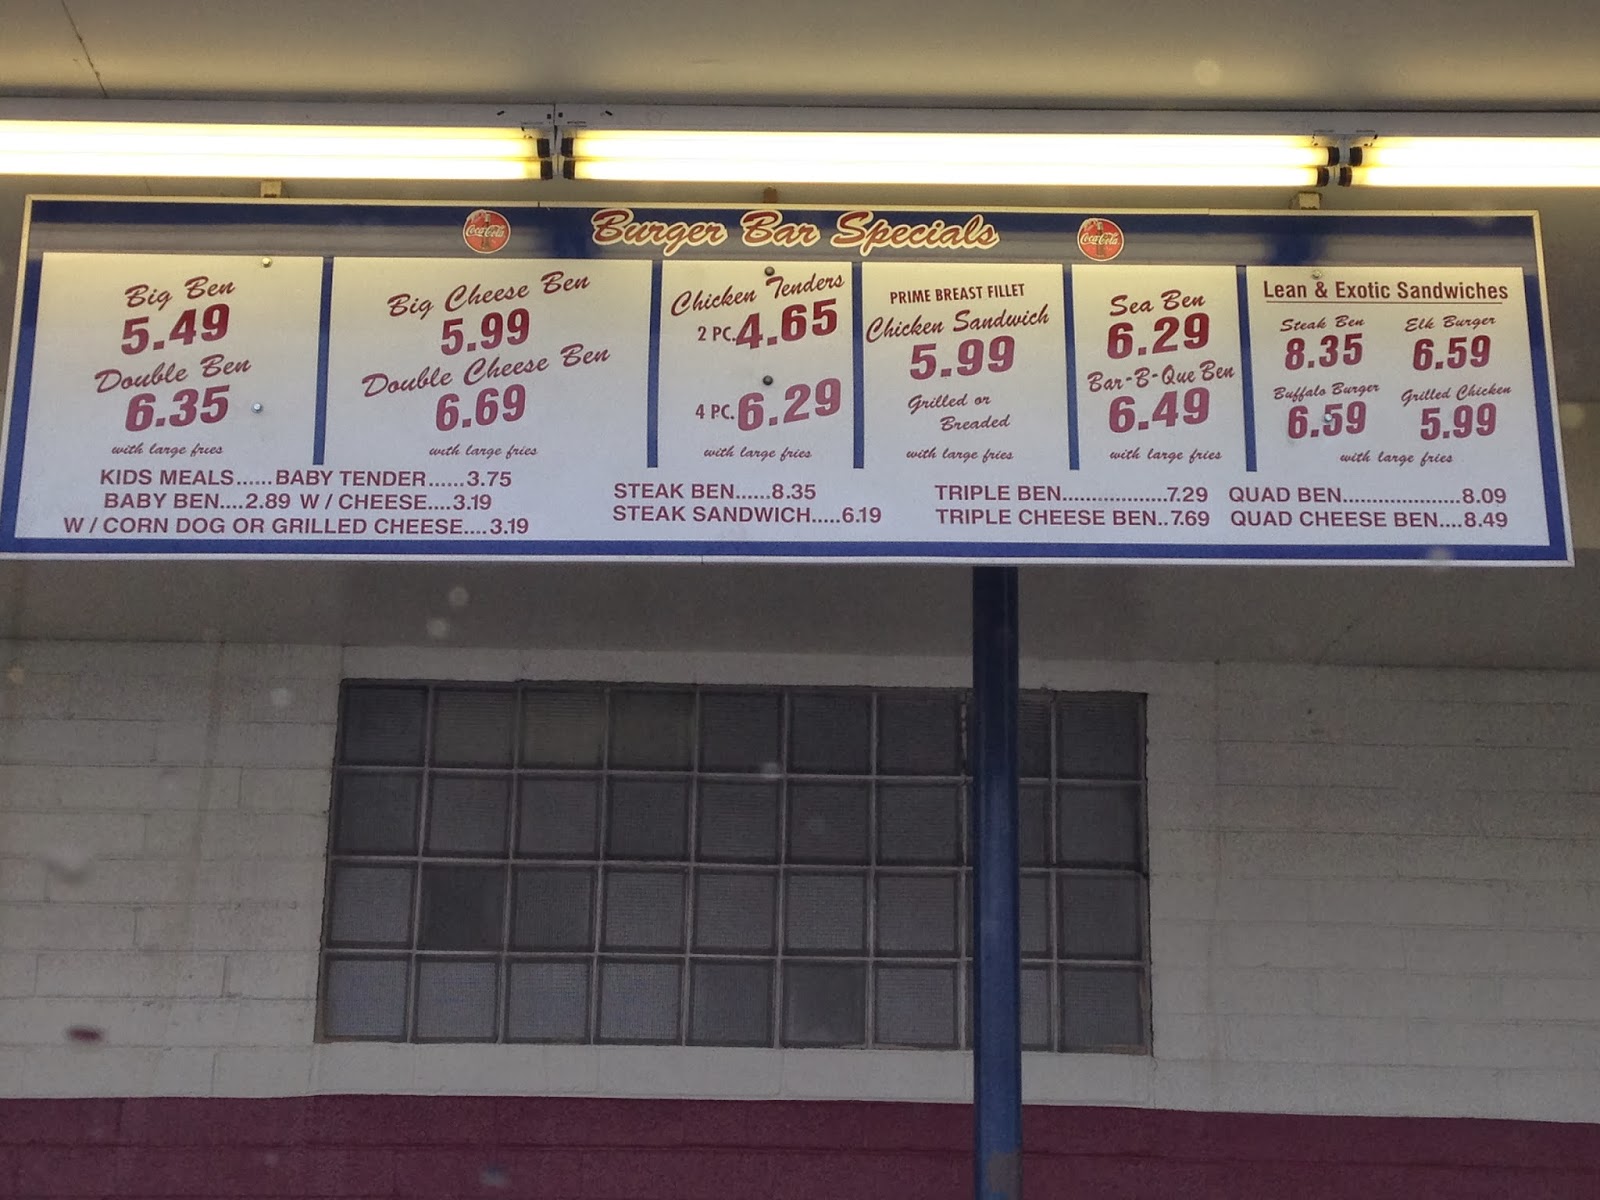 Coca-Cola
Burger Bar Specials
Coca-Cola
Big Ben
5.49
Double Ben
6.35
with large fries
Big Cheese Ben
5.99
Double Cheese Ben
6.69
with large fries
Chicken Tenders
2 PC. 4.65
4 PC. 6.29
with large fries
PRIME BREAST FILLET
Chicken Sandwich
5.99
Grilled or
Breaded
with large fries
Sea Ben
6.29
Bar-B-Que Ben
6.49
with large fries
Lean & Exotic Sandwiches
Steak Ben
8.35
Elk Burger
6.59
Buffalo Burger
6.59
Grilled Chicken
5.99
with large fries
KIDS MEALS......BABY TENDER......3.75
BABY BEN....2.89 W / CHEESE....3.19
W / CORN DOG OR GRILLED CHEESE....3.19
STEAK BEN......8.35
STEAK SANDWICH.....6.19
TRIPLE BEN..................7.29
TRIPLE CHEESE BEN..7.69
QUAD BEN....................8.09
QUAD CHEESE BEN....8.49